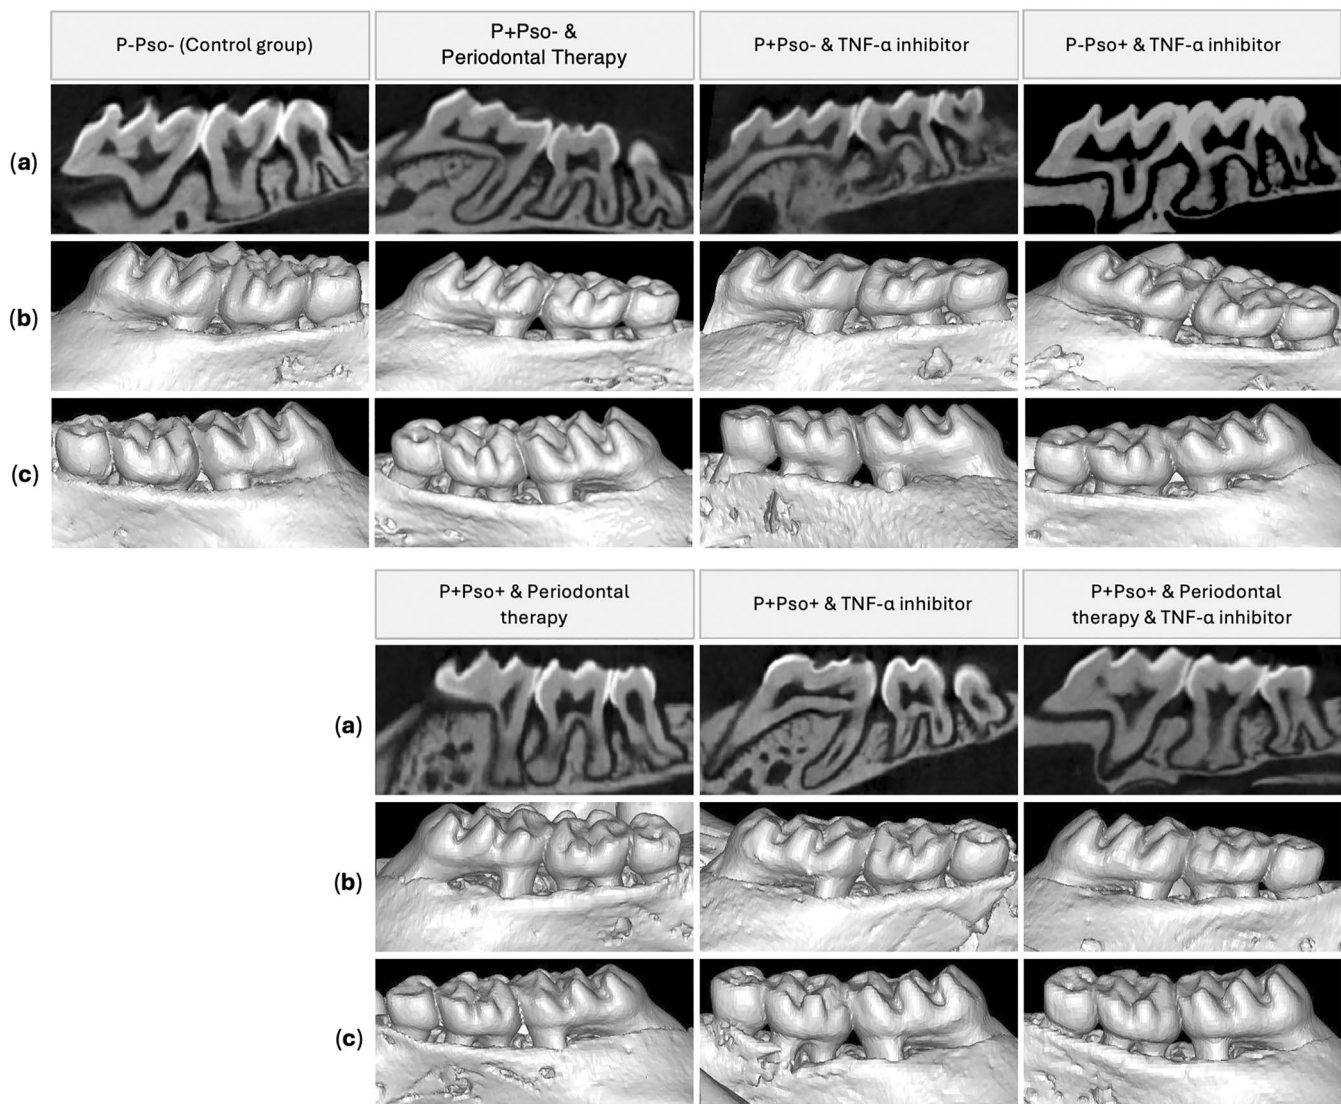 P-Pso- (Control group)
P+Pso- &
Periodontal Therapy
P+Pso- & TNF-α inhibitor
P-Pso+ & TNF-α inhibitor
(a)
(b)
(c)
P+Pso+ & Periodontal
therapy
P+Pso+ & TNF-α inhibitor
P+Pso+ & Periodontal
therapy & TNF-α inhibitor
(a)
(b)
(c)